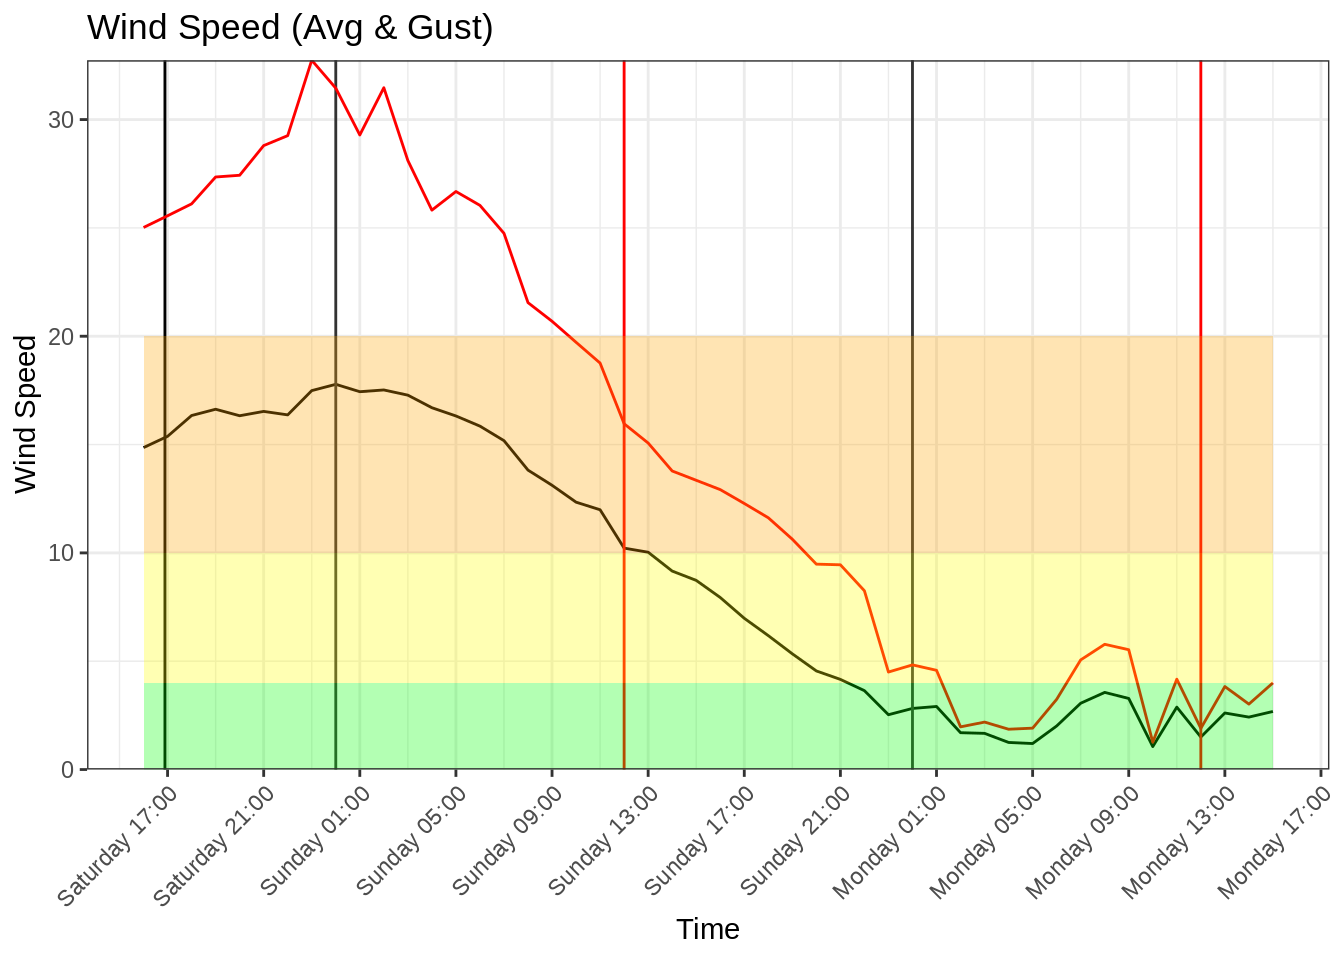 Wind Speed (Avg & Gust)
Wind Speed
30
20
10
0
Saturday 17:00
Saturday 21:00
Sunday 01:00
Sunday 05:00
Sunday 09:00
Sunday 13:00
Sunday 17:00
Sunday 21:00
Monday 01:00
Monday 05:00
Monday 09:00
Monday 13:00
Monday 17:00
Time